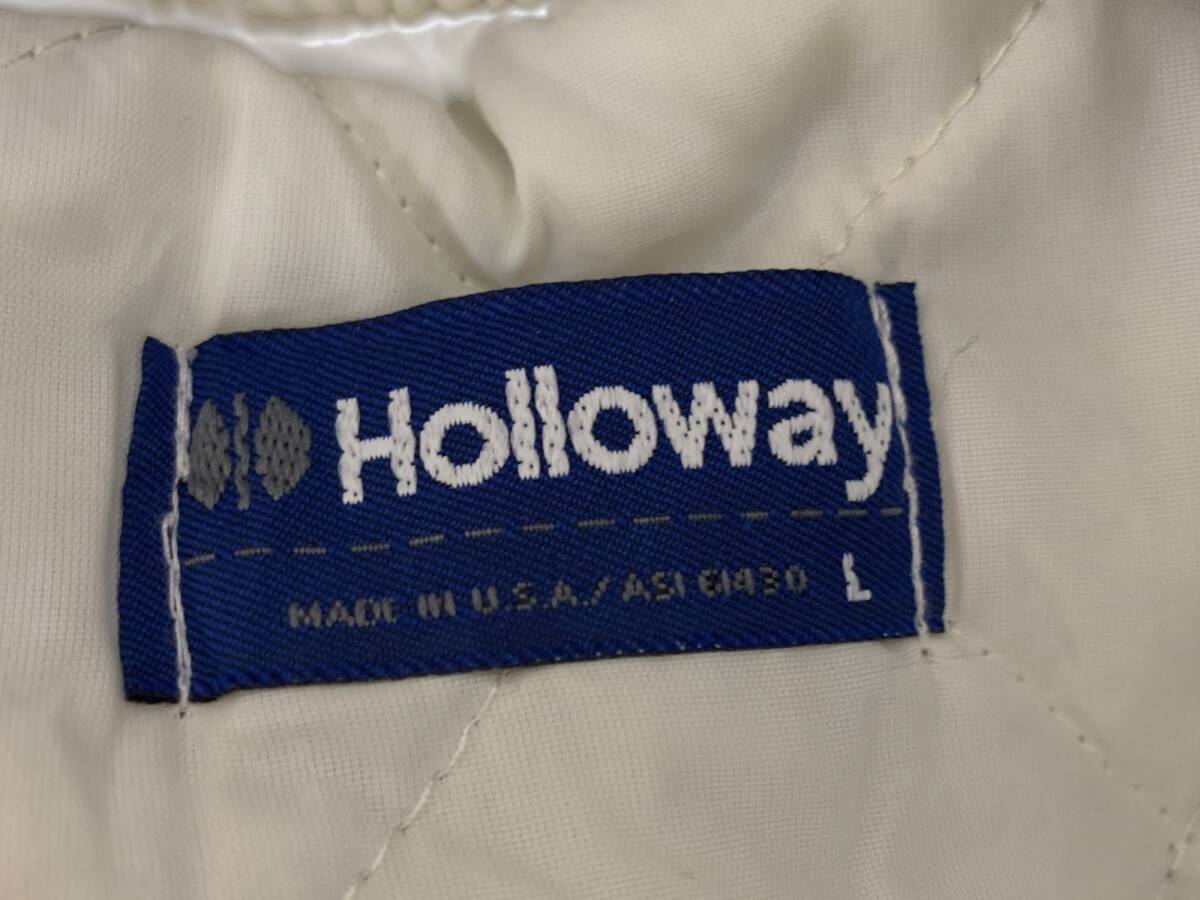 Holloway
MADE IN U.S.A./ ASI 61430 L